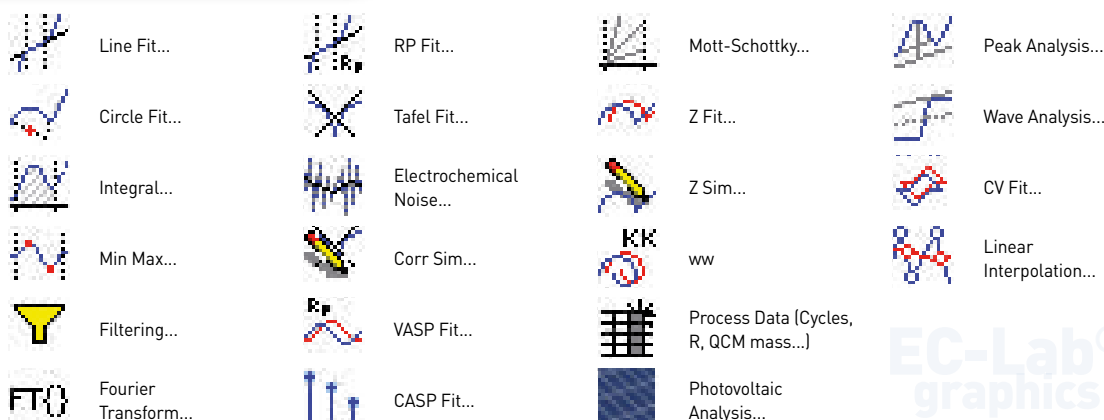 Line Fit...
Circle Fit...
Integral...
Min Max...
Filtering...
FT{}
Fourier
Transform...
Rp
RP Fit...
Tafel Fit...
Electrochemical
Noise...
Corr Sim...
Rp
VASP Fit...
CASP Fit...
Mott-Schottky...
Z Fit...
Z Sim...
KK
ww
Process Data (Cycles,
R, QCM mass...)
Photovoltaic
Analysis...
Peak Analysis...
Wave Analysis...
CV Fit...
Linear
Interpolation...
EC-Lab®
graphics